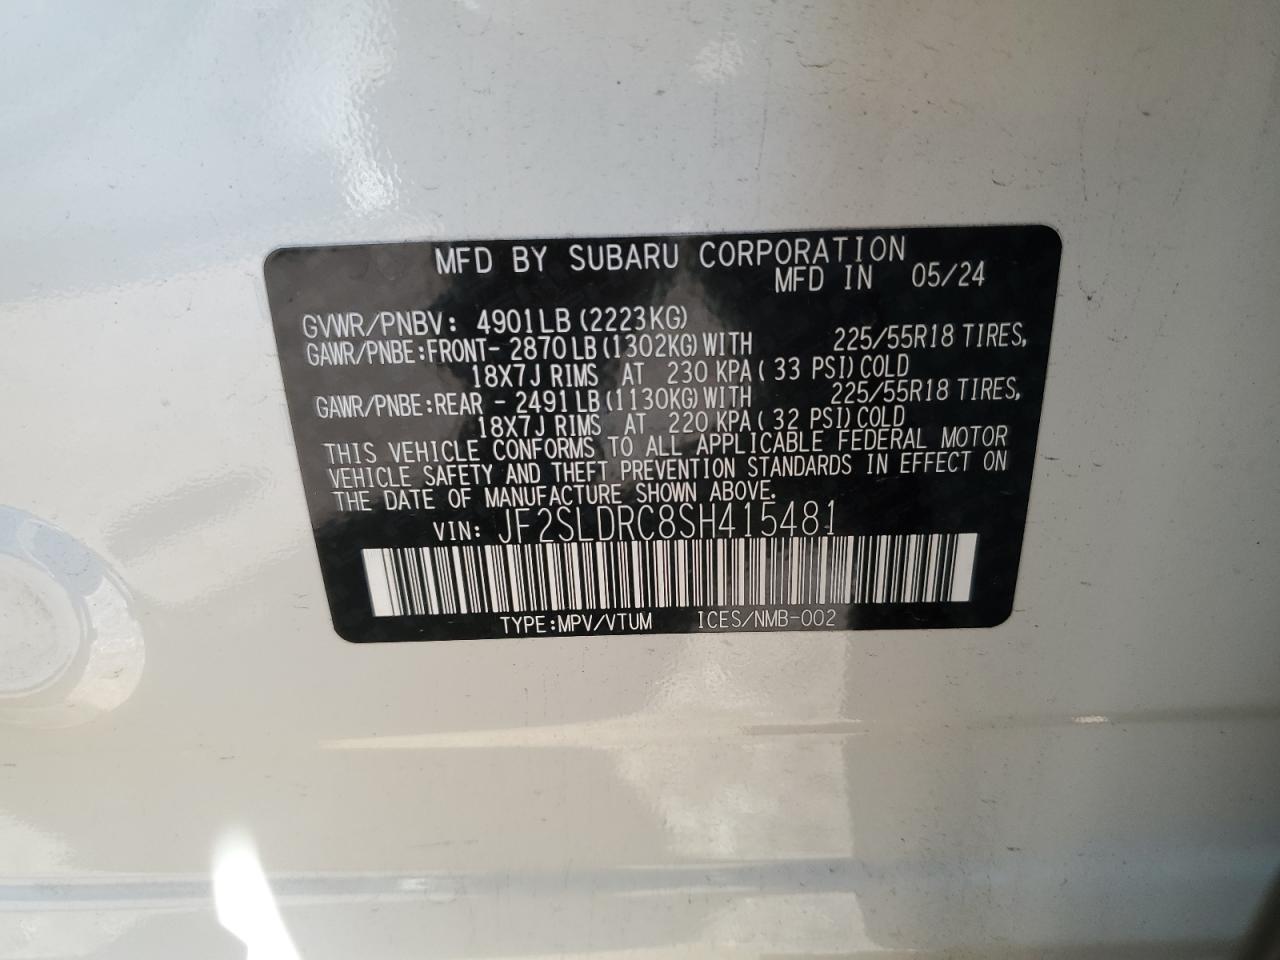 MFD BY SUBARU CORPORATION
MFD IN 05/24
GVWR/PNBV: 4901LB (2223KG)
GAWR/PNBE:FRONT- 2870LB (1302KG) WITH 225/55R18 TIRES,
18X7J RIMS AT 230 KPA ( 33 PSI) COLD
GAWR/PNBE:REAR - 2491LB (1130KG) WITH 225/55R18 TIRES,
18X7J RIMS AT 220 KPA ( 32 PSI) COLD
THIS VEHICLE CONFORMS TO ALL APPLICABLE FEDERAL MOTOR
VEHICLE SAFETY AND THEFT PREVENTION STANDARDS IN EFFECT ON
THE DATE OF MANUFACTURE SHOWN ABOVE.
VIN: JF2SLDRC8SH415481
TYPE:MPV/VTUM ICES/NMB-002